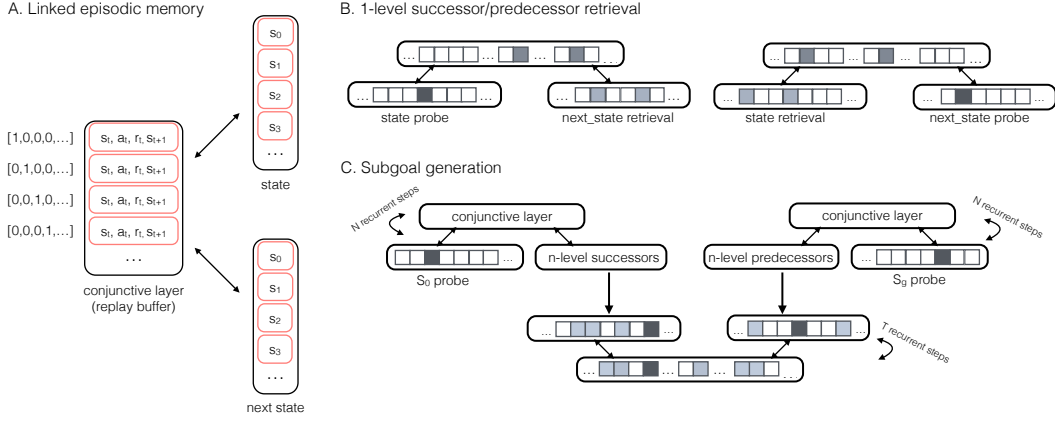 A. Linked episodic memory
[1,0,0,0,...]
[0,1,0,0,...]
[0,0,1,0,...]
[0,0,0,1,...]
sₜ, aₜ, rₜ, sₜ₊₁
sₜ, aₜ, rₜ, sₜ₊₁
sₜ, aₜ, rₜ, sₜ₊₁
sₜ, aₜ, rₜ, sₜ₊₁
...
conjunctive layer
(replay buffer)
s₀
s₁
s₂
s₃
...
state
s₀
s₁
s₂
s₃
...
next state
B. 1-level successor/predecessor retrieval
... ... ... ...
... ... ... ...
state probe
next_state retrieval
... ... ... ...
... ... ... ...
state retrieval
next_state probe
C. Subgoal generation
N recurrent steps
conjunctive layer
...
S₀ probe
n-level successors
conjunctive layer
N recurrent steps
n-level predecessors
...
S₉ probe
... ...
... ...
T recurrent steps
... ... ... ...